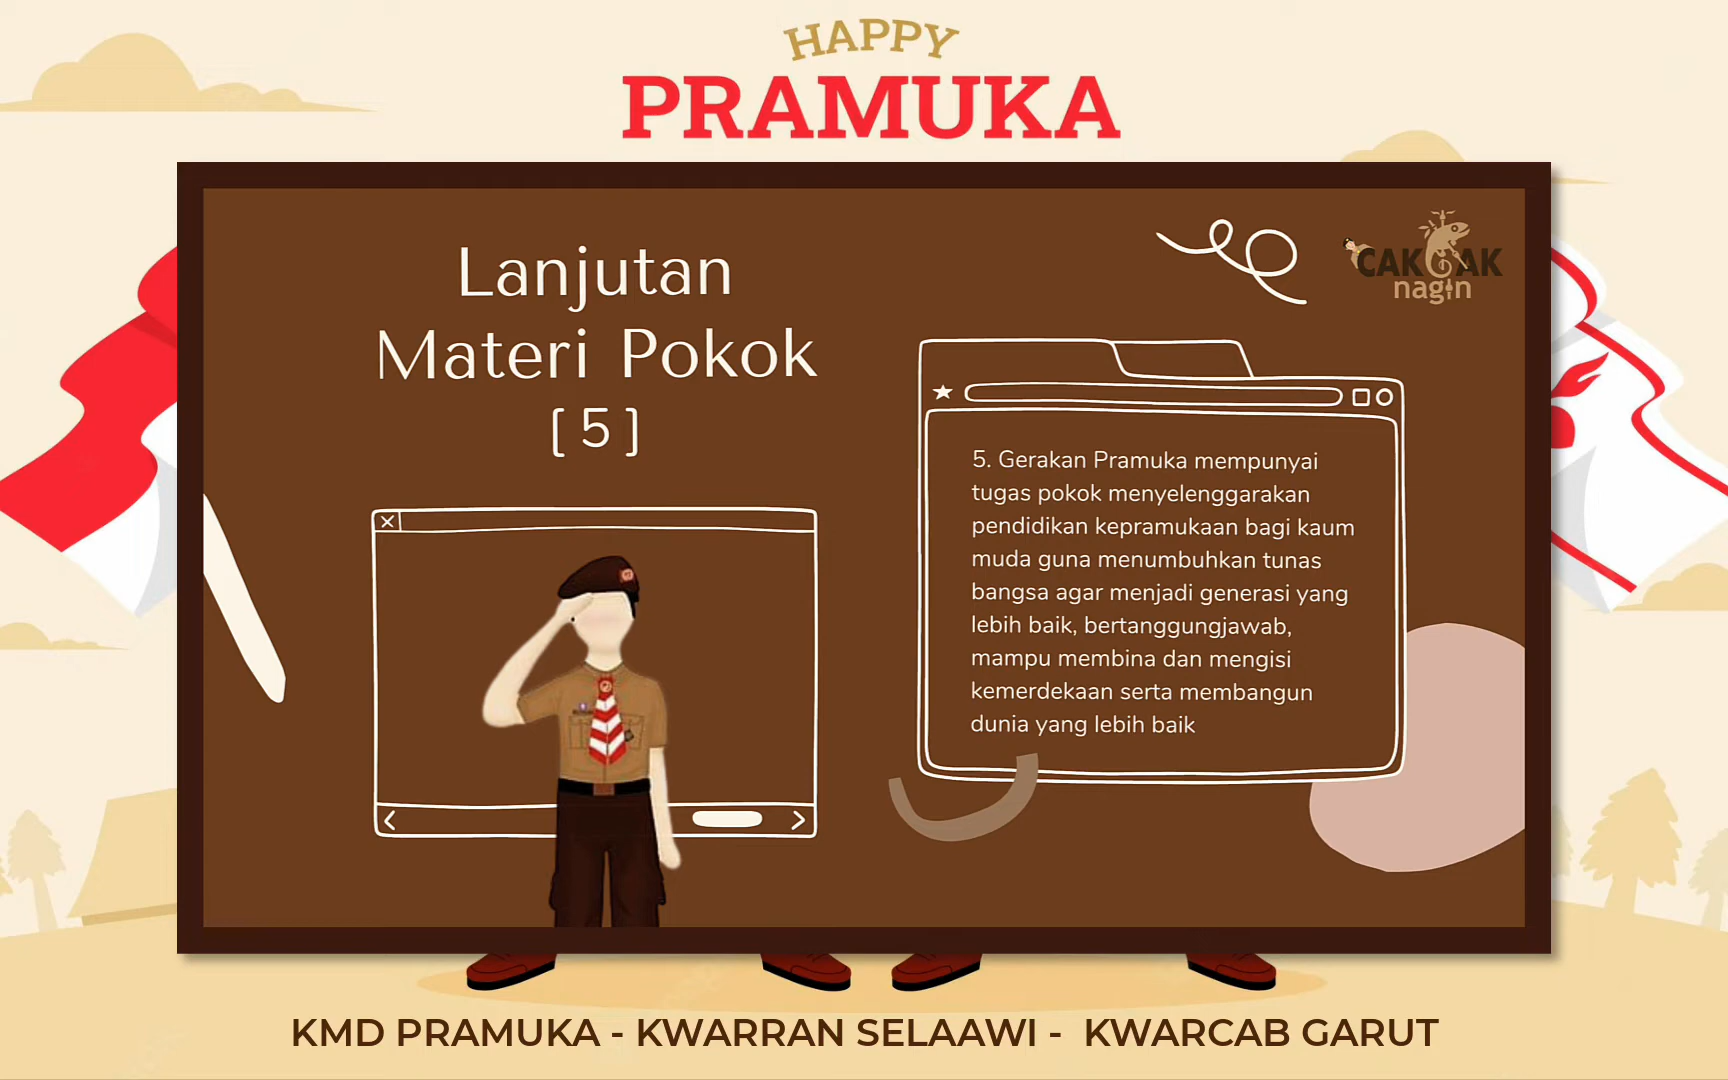 HAPPY
PRAMUKA
Lanjutan
Materi Pokok
[ 5 ]
CAKGAK
nagin
5. Gerakan Pramuka mempunyai
tugas pokok menyelenggarakan
pendidikan kepramukaan bagi kaum
muda guna menumbuhkan tunas
bangsa agar menjadi generasi yang
lebih baik, bertanggungjawab,
mampu membina dan mengisi
kemerdekaan serta membangun
dunia yang lebih baik
KMD PRAMUKA - KWARRAN SELAAWI - KWARCAB GARUT